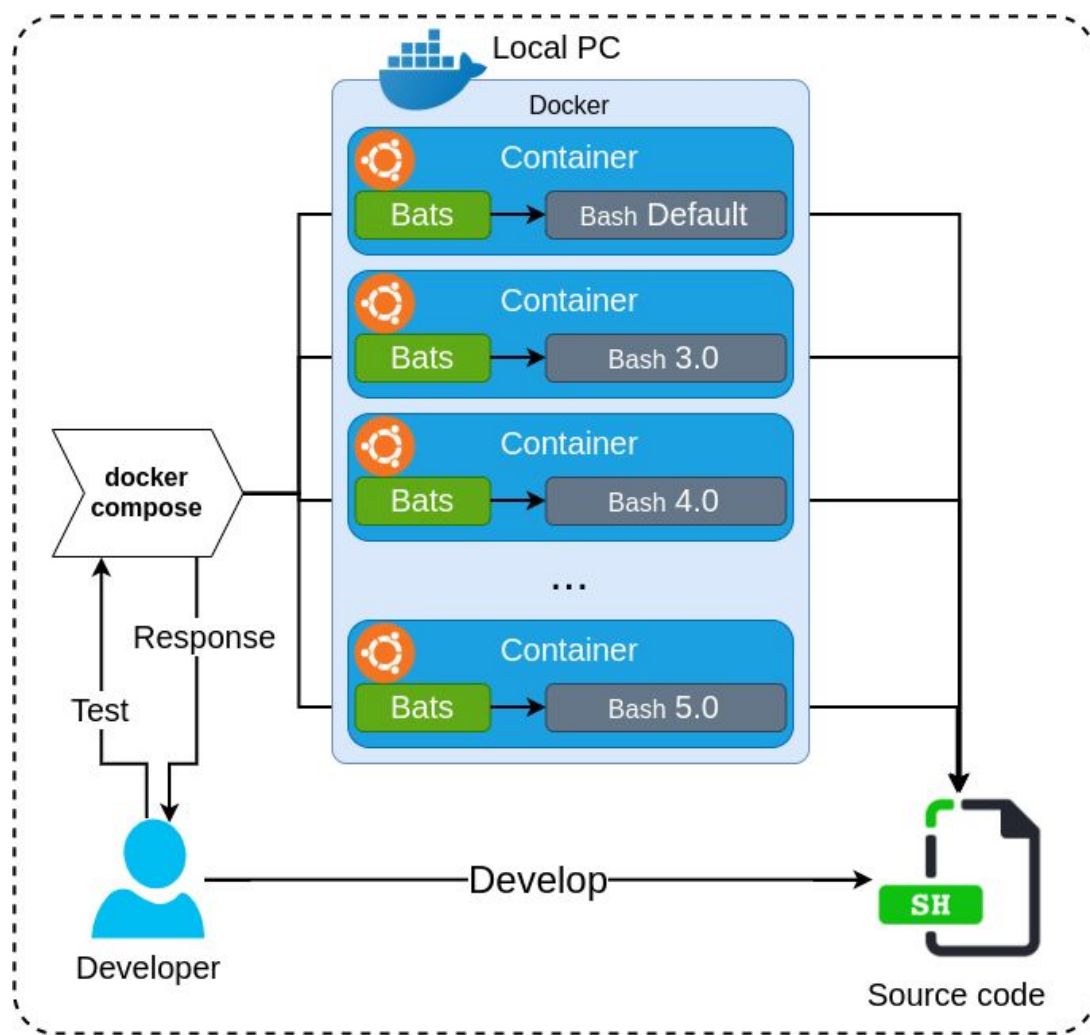 Local PC
Docker
Container
Bats
Bash Default
Container
Bats
Bash 3.0
Container
Bats
Bash 4.0
...
Container
Bats
Bash 5.0
docker
compose
Response
Test
Develop
Developer
SH
Source code